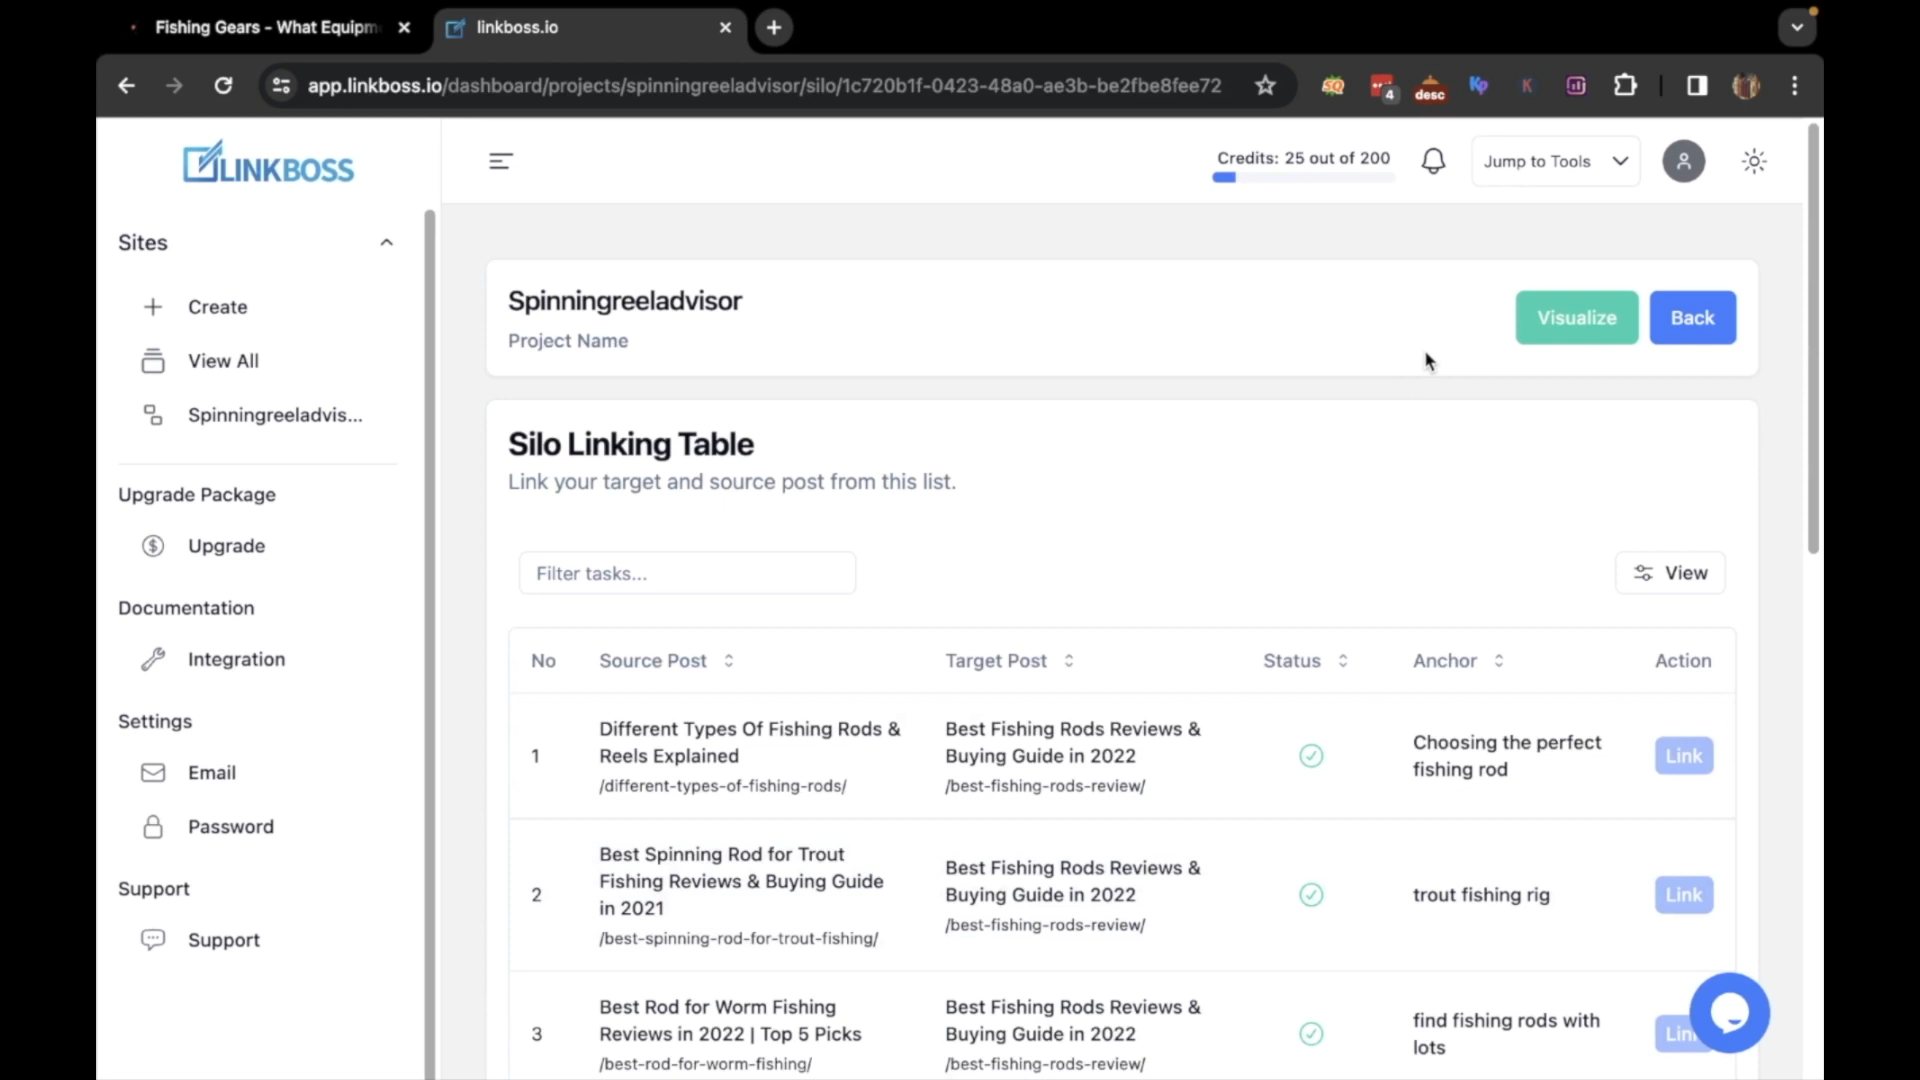 Fishing Gears - What Equipm
linkboss.io
app.linkboss.io/dashboard/projects/spinningreeladvisor/silo/1c720b1f-0423-48a0-ae3b-be2fbe8fee72
SQ
4
desc
Kp
K
LINKBOSS
Credits: 25 out of 200
Jump to Tools
Sites
Create
View All
Spinningreeladvis...
Upgrade Package
Upgrade
Documentation
Integration
Settings
Email
Password
Support
Support
Spinningreeladvisor
Project Name
Visualize
Back
Silo Linking Table
Link your target and source post from this list.
Filter tasks...
View
No
Source Post
Target Post
Status
Anchor
Action
1
Different Types Of Fishing Rods &
Reels Explained
/different-types-of-fishing-rods/
Best Fishing Rods Reviews &
Buying Guide in 2022
/best-fishing-rods-review/
Choosing the perfect
fishing rod
Link
2
Best Spinning Rod for Trout
Fishing Reviews & Buying Guide
in 2021
/best-spinning-rod-for-trout-fishing/
Best Fishing Rods Reviews &
Buying Guide in 2022
/best-fishing-rods-review/
trout fishing rig
Link
3
Best Rod for Worm Fishing
Reviews in 2022 | Top 5 Picks
/best-rod-for-worm-fishing/
Best Fishing Rods Reviews &
Buying Guide in 2022
/best-fishing-rods-review/
find fishing rods with
lots
Lin